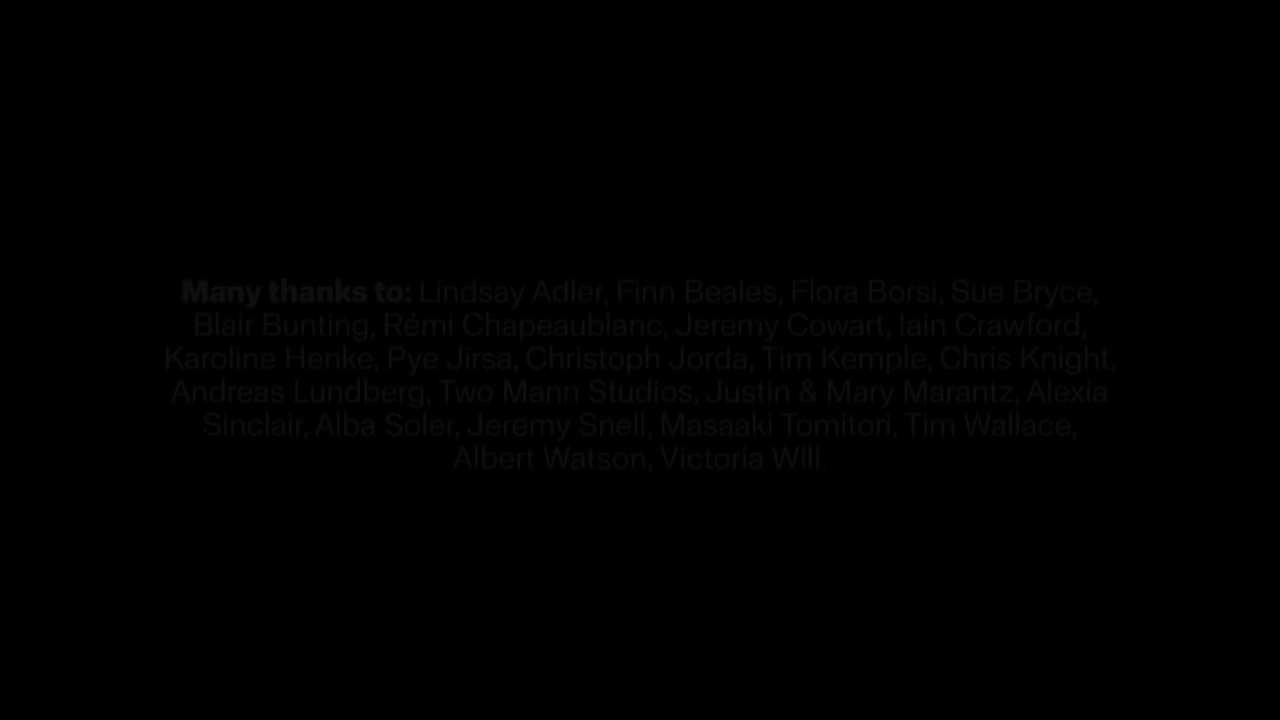 Many thanks to: Lindsay Adler, Finn Beales, Flora Borsi, Sue Bryce,
Blair Bunting, Rémi Chapeaublanc, Jeremy Cowart, Iain Crawford,
Karoline Henke, Pye Jirsa, Christoph Jorda, Tim Kemple, Chris Knight,
Andreas Lundberg, Two Mann Studios, Justin & Mary Marantz, Alexia
Sinclair, Alba Soler, Jeremy Snell, Masaaki Tomitori, Tim Wallace,
Albert Watson, Victoria WIll.